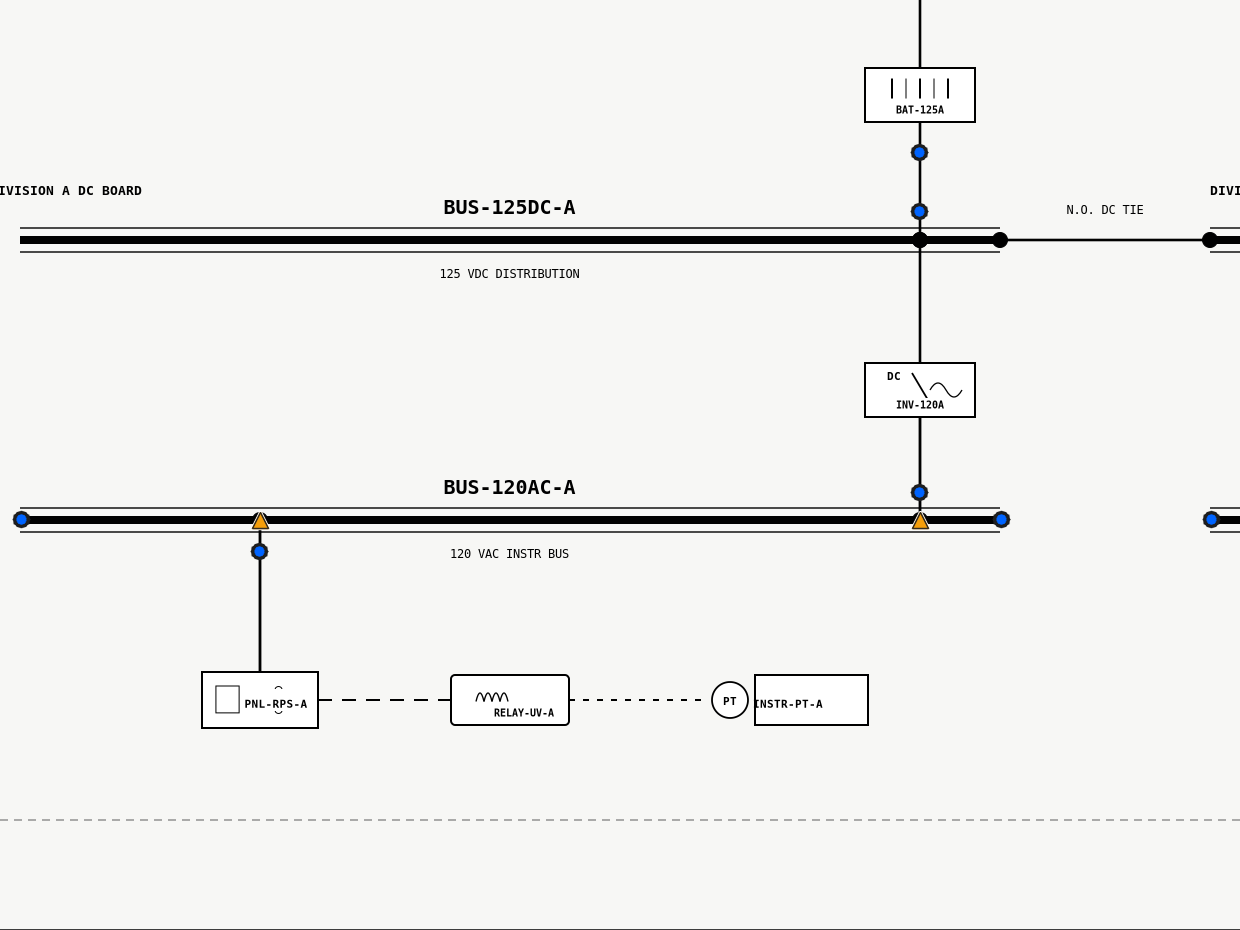 BAT-125A
IVISION A DC BOARD
DIVI
BUS-125DC-A
N.O. DC TIE
125 VDC DISTRIBUTION
DC
INV-120A
BUS-120AC-A
120 VAC INSTR BUS
PNL-RPS-A
RELAY-UV-A
PT
INSTR-PT-A